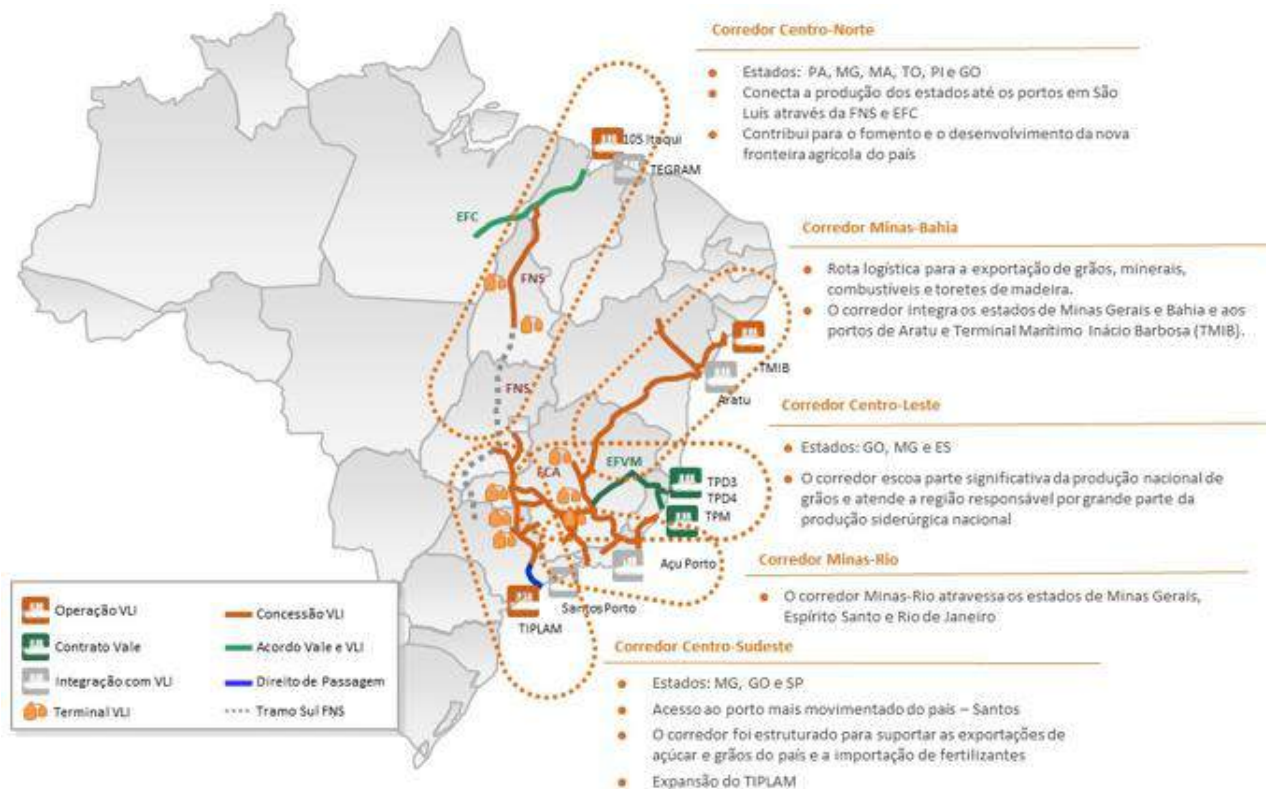 Corredor Centro-Norte
Estados: PA, MG, MA, TO, PI e GO
Conecta a produção dos estados até os portos em São
Luís através da FNS e EFC
Contribui para o fomento e o desenvolvimento da nova
fronteira agrícola do país
105 Itaqui
TEGRAM
EFC
FNS
Corredor Minas-Bahia
Rota logística para a exportação de grãos, minerais,
combustíveis e toretes de madeira.
O corredor integra os estados de Minas Gerais e Bahia e aos
portos de Aratu e Terminal Marítimo Inácio Barbosa (TMIB).
TMIB
Aratu
FNS
Corredor Centro-Leste
Estados: GO, MG e ES
O corredor escoa parte significativa da produção nacional de
grãos e atende a região responsável por grande parte da
produção siderúrgica nacional
FCA
EFVM
TPD3
TPD4
TPM
Açu Porto
Santos Porto
TIPLAM
Corredor Minas-Rio
O corredor Minas-Rio atravessa os estados de Minas Gerais,
Espírito Santo e Rio de Janeiro
Corredor Centro-Sudeste
Estados: MG, GO e SP
Acesso ao porto mais movimentado do país – Santos
O corredor foi estruturado para suportar as exportações de
açúcar e grãos do país e a importação de fertilizantes
Expansão do TIPLAM
Operação VLI
Contrato Vale
Integração com VLI
Terminal VLI
Concessão VLI
Acordo Vale e VLI
Direito de Passagem
Tramo Sul FNS